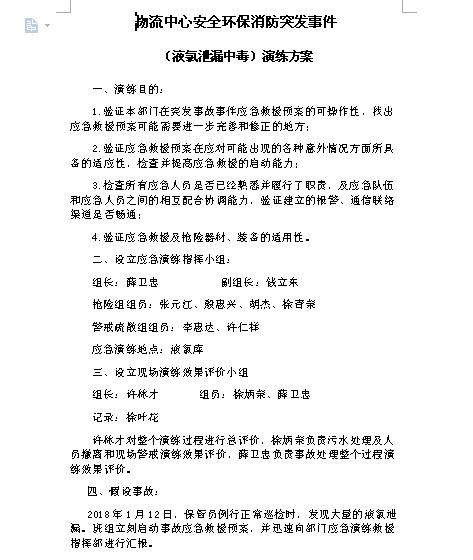 物流中心安全环保消防突发事件
（液氯泄漏中毒）演练方案
一、演练目的：
1.验证本部门在突发事故事件应急救援预案的可操作性，找出
应急救援预案可能需要进一步完善和修正的地方；
2.验证应急救援预案在应对可能出现的各种意外情况方面所具
备的适应性，检查并提高应急救援的启动能力；
3.检查所有应急人员是否已经熟悉并履行了职责，及应急队伍
和应急人员之间的相互配合协调能力，验证建立的报警、通信联络
渠道是否畅通；
4.验证应急救援及抢险器材、装备的适用性。
二、设立应急演练指挥小组：
组长：薛卫忠 副组长：钱立东
抢险组组员：张元江、殷惠兴、胡杰、徐寄荣
警戒疏散组组员：李惠达、许仁祥
应急演练地点：液氯库
三、设立现场演练效果评价小组
组长：许林才 组员：徐炳荣、薛卫忠
记录：徐叶花
许林才对整个演练过程进行总评价，徐炳荣负责污水处理及人
员撤离和现场警戒演练效果评价，薛卫忠负责事故处理整个过程演
练效果评价。
四、假设事故：
2018年1月12日，保管员例行正常巡检时，发现大量的液氯泄
漏。班组立刻启动事故应急救援预案，并迅速向部门应急演练救援
指挥部进行汇报。